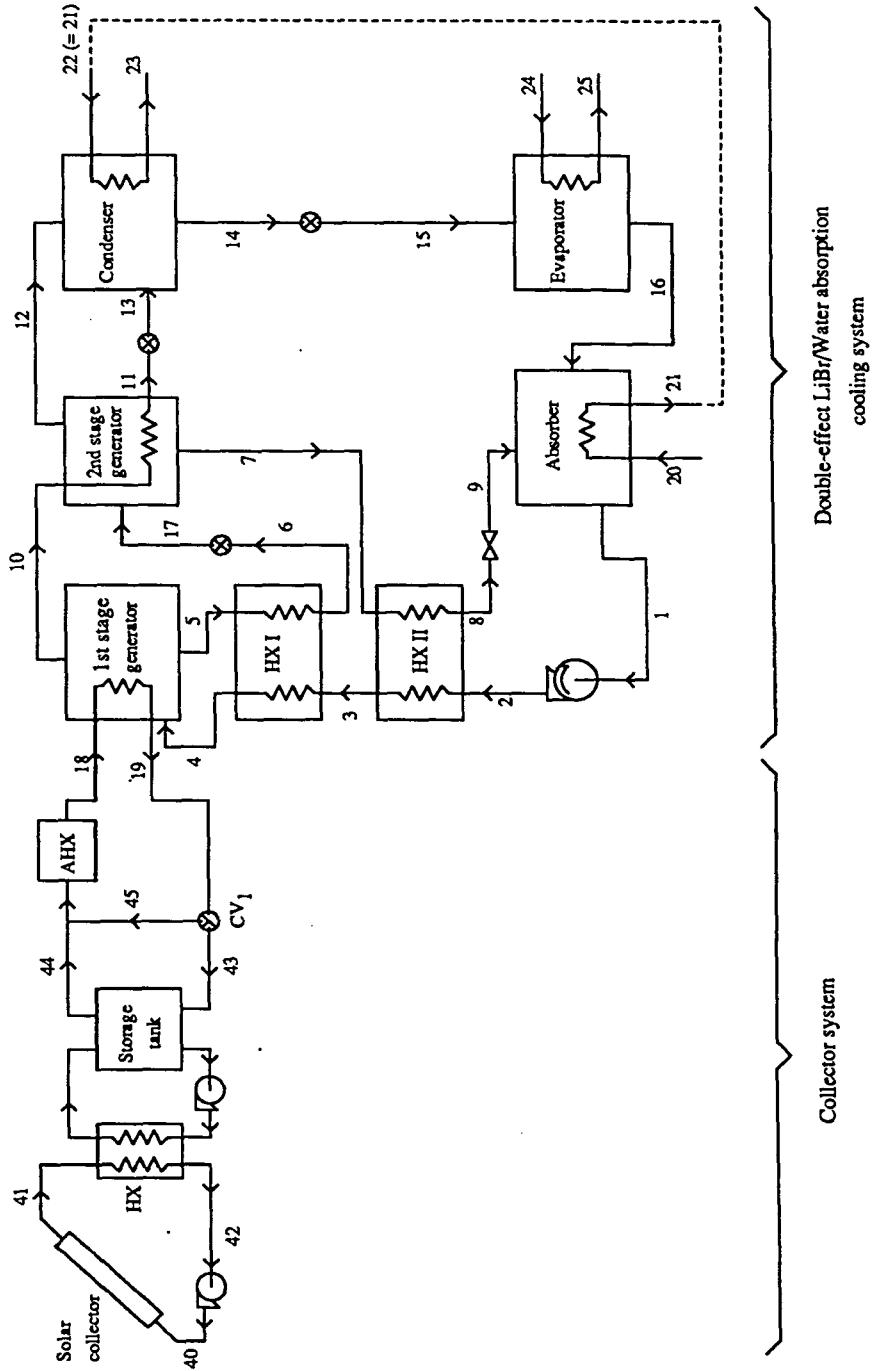 Solar
collector
40
41
42
HX
Storage
tank
44
43
45
CV1
AHX
18
19
4
1st stage
generator
5
10
HX I
3
HX II
2
1
6
17
2nd stage
generator
7
8
9
11
12
13
Condenser
14
22 (= 21)
23
15
Evaporator
24
25
16
Absorber
20
21
Collector system
Double-effect LiBr/Water absorption
cooling system